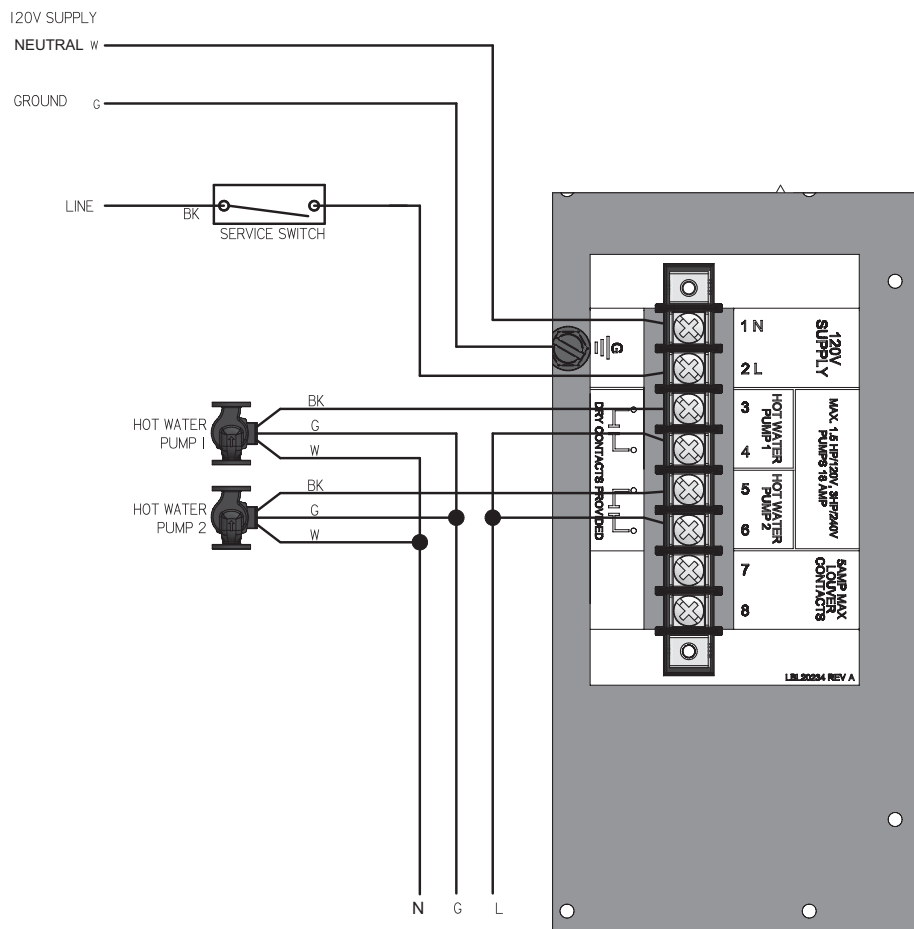 120V SUPPLY
NEUTRAL W
GROUND G
LINE
BK
SERVICE SWITCH
G
1 N
2 L
120V
SUPPLY
HOT WATER
PUMP 1
BK
G
W
HOT WATER
PUMP 2
BK
G
W
DRY CONTACTS PROVIDED
3
4
HOT WATER
PUMP 1
5
6
HOT WATER
PUMP 2
MAX. 1.5 HP/120V, 3HP/240V
PUMPS 18 AMP
7
8
5AMP MAX
LOUVER
CONTACTS
LBL20234 REV A
N G L